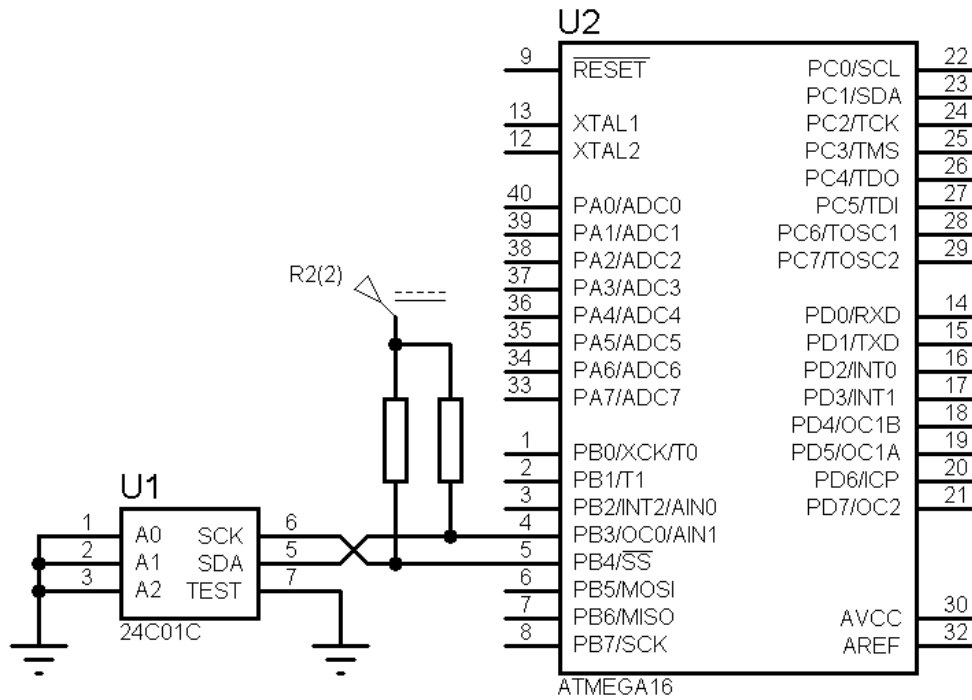 U2
9 RESET PC0/SCL 22
PC1/SDA 23
13 XTAL1 PC2/TCK 24
12 XTAL2 PC3/TMS 25
PC4/TDO 26
40 PA0/ADC0 PC5/TDI 27
39 PA1/ADC1 PC6/TOSC1 28
38 PA2/ADC2 PC7/TOSC2 29
R2(2)
37 PA3/ADC3
36 PA4/ADC4 PD0/RXD 14
35 PA5/ADC5 PD1/TXD 15
34 PA6/ADC6 PD2/INT0 16
33 PA7/ADC7 PD3/INT1 17
PD4/OC1B 18
1 PB0/XCK/T0 PD5/OC1A 19
2 PB1/T1 PD6/ICP 20
3 PB2/INT2/AIN0 PD7/OC2 21
U1
1 A0 SCK 6 4 PB3/OC0/AIN1
2 A1 SDA 5 5 PB4/SS
3 A2 TEST 7 6 PB5/MOSI
7 PB6/MISO AVCC 30
24C01C
8 PB7/SCK AREF 32
ATMEGA16